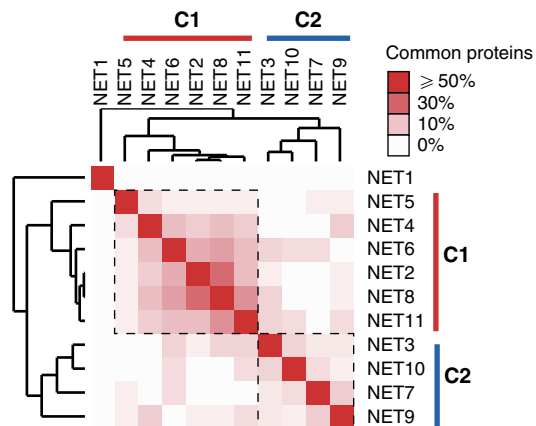 C1 C2
NET1 NET5 NET4 NET6 NET2 NET8 NET11 NET3 NET10 NET7 NET9
Common proteins
⩾ 50%
30%
10%
0%
NET1
NET5
NET4
NET6
NET2
NET8
NET11
NET3
NET10
NET7
NET9
C1
C2